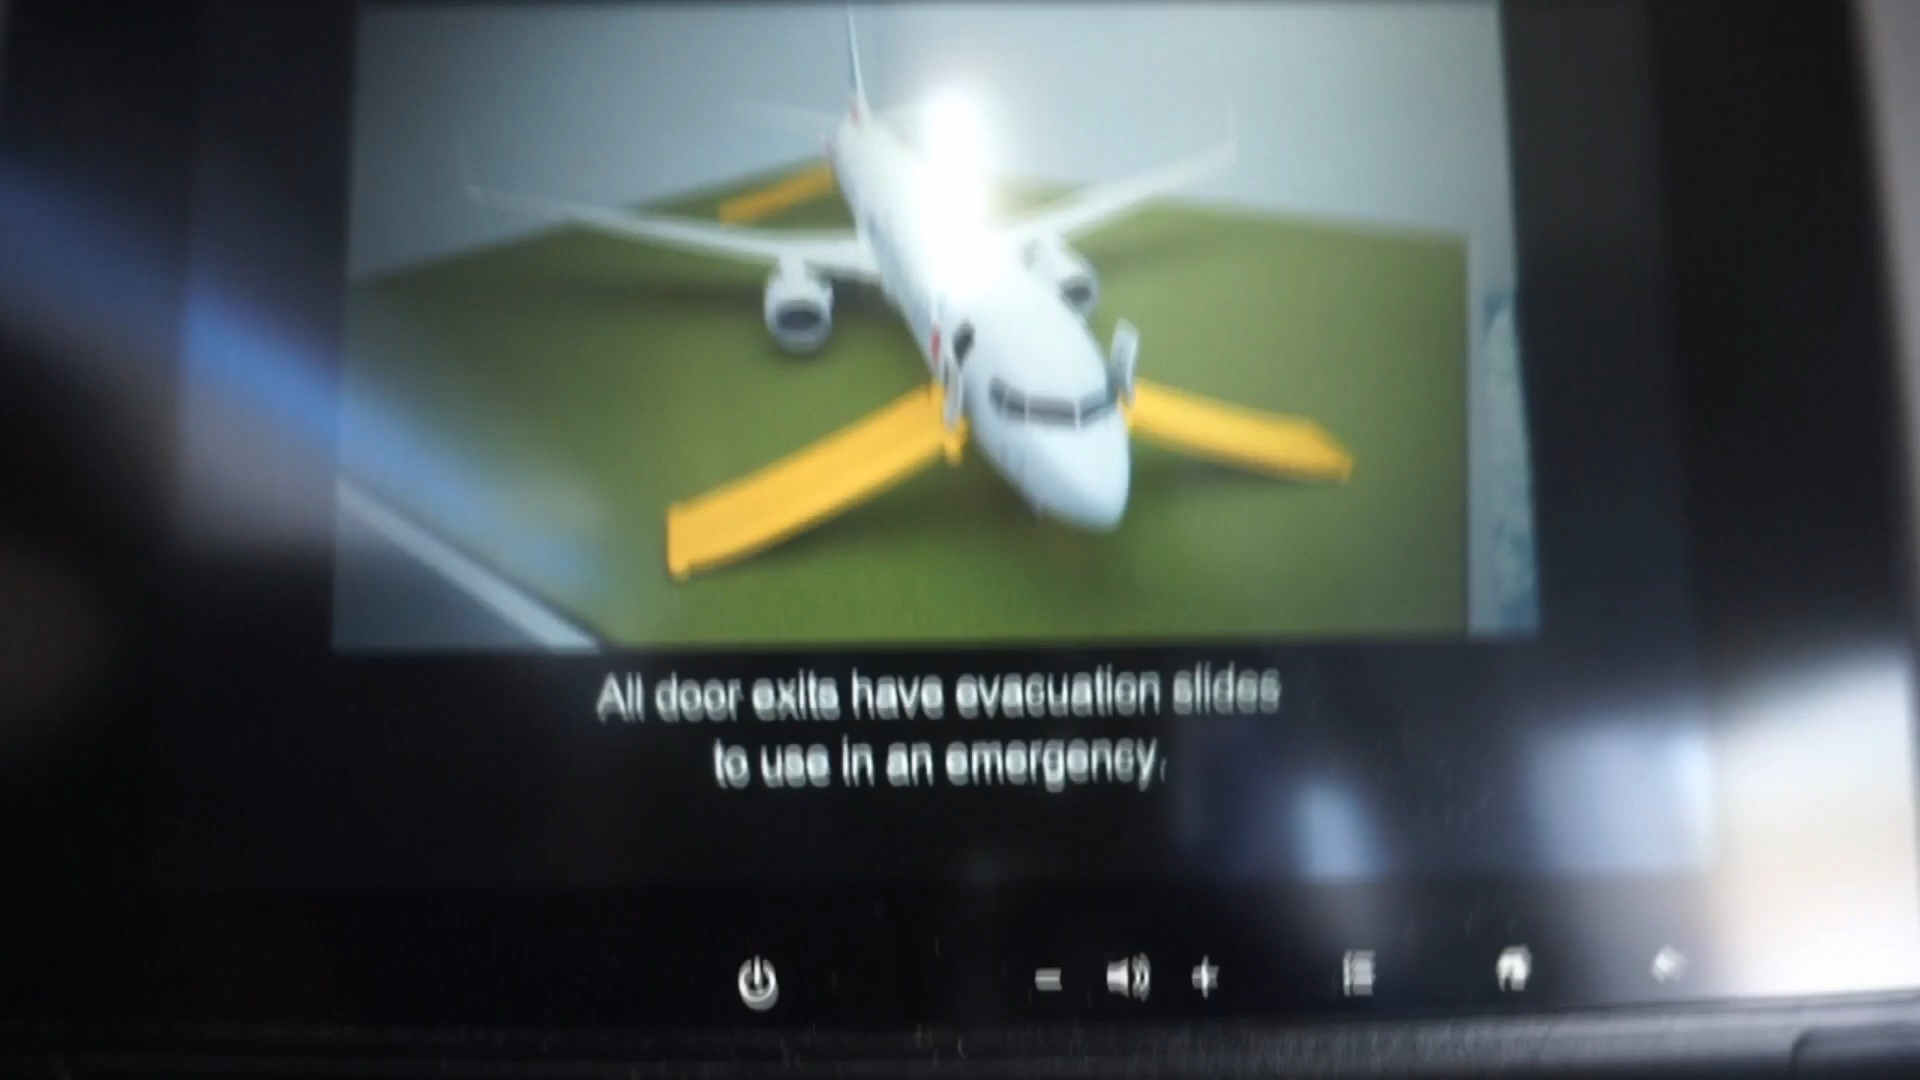 All door exits have evacuation slides
to use in an emergency.